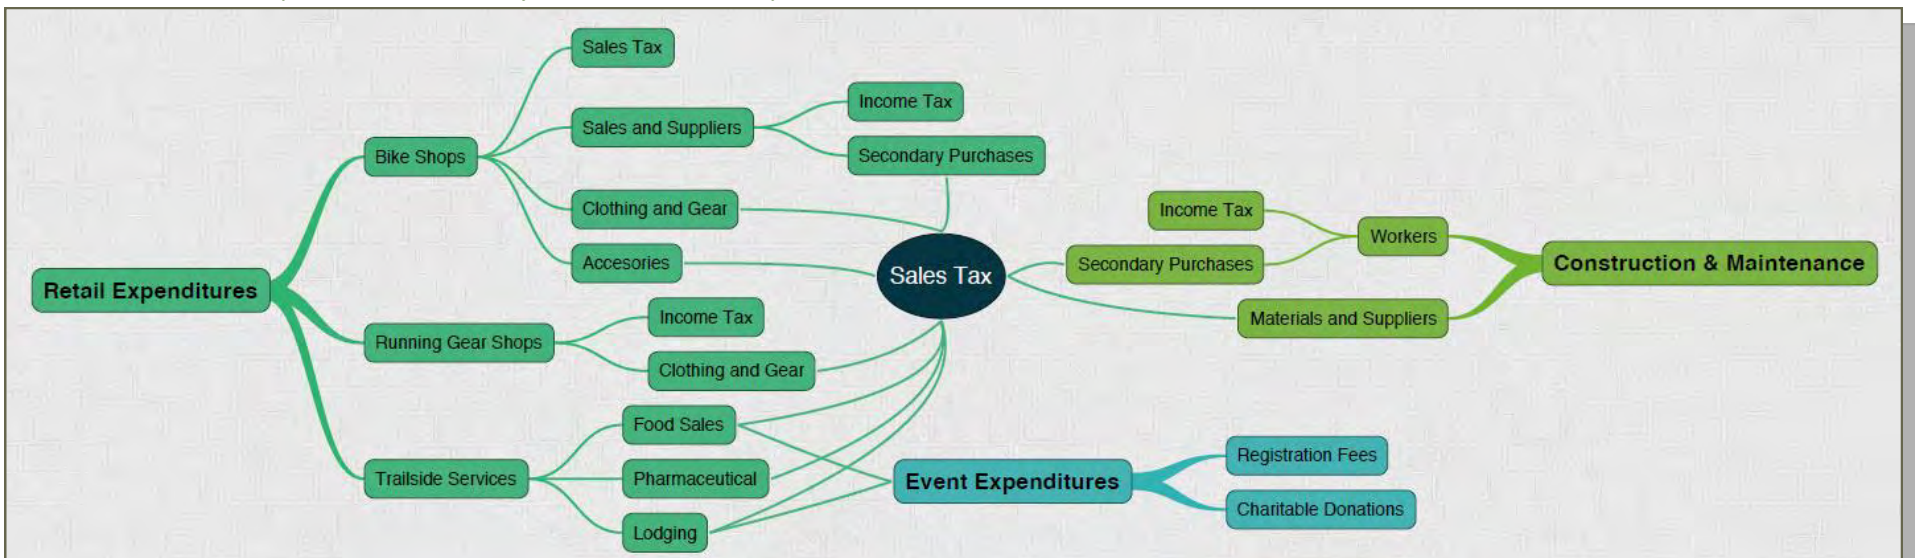 Sales Tax
Income Tax
Sales and Suppliers
Bike Shops
Secondary Purchases
Clothing and Gear
Accesories
Retail Expenditures
Sales Tax
Income Tax
Workers
Secondary Purchases
Construction & Maintenance
Materials and Suppliers
Income Tax
Running Gear Shops
Clothing and Gear
Food Sales
Trailside Services
Pharmaceutical
Lodging
Event Expenditures
Registration Fees
Charitable Donations